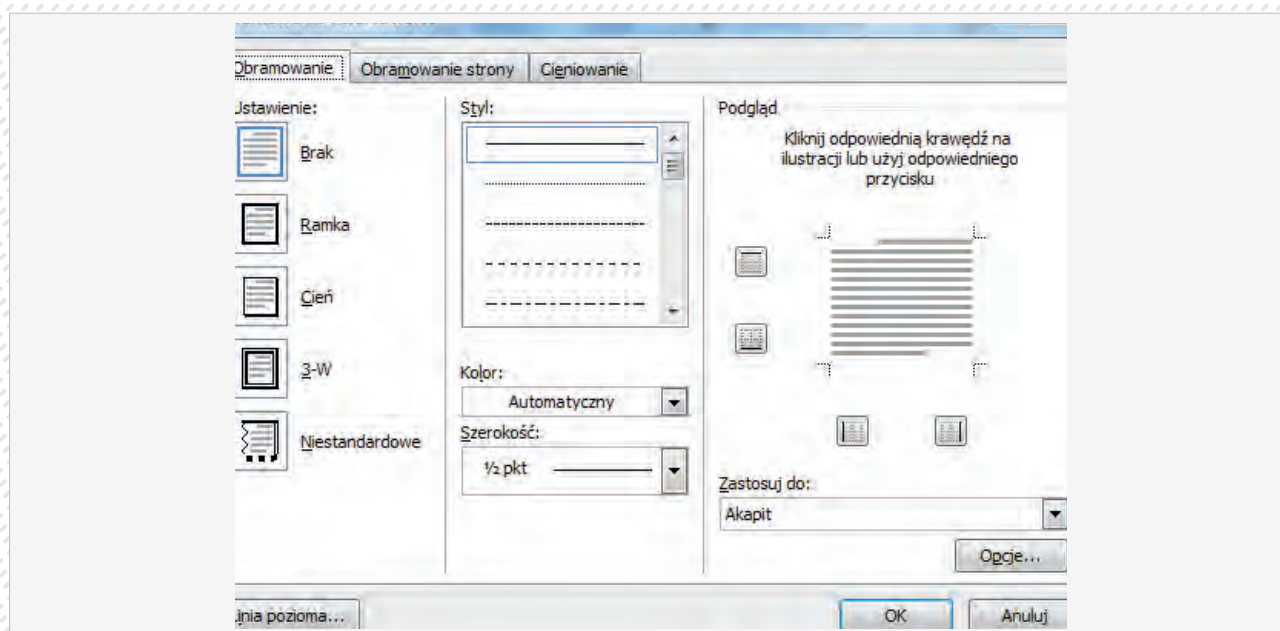 Obramowanie Obramowanie strony Cieniowanie
Ustawienie:
Brak
Ramka
Cień
3-W
Niestandardowe
Styl:
Kolor:
Automatyczny
Szerokość:
½ pkt
Podgląd
Kliknij odpowiednią krawędź na
ilustracji lub użyj odpowiedniego
przycisku
Zastosuj do:
Akapit
Opcje...
Linia pozioma...
OK Anuluj